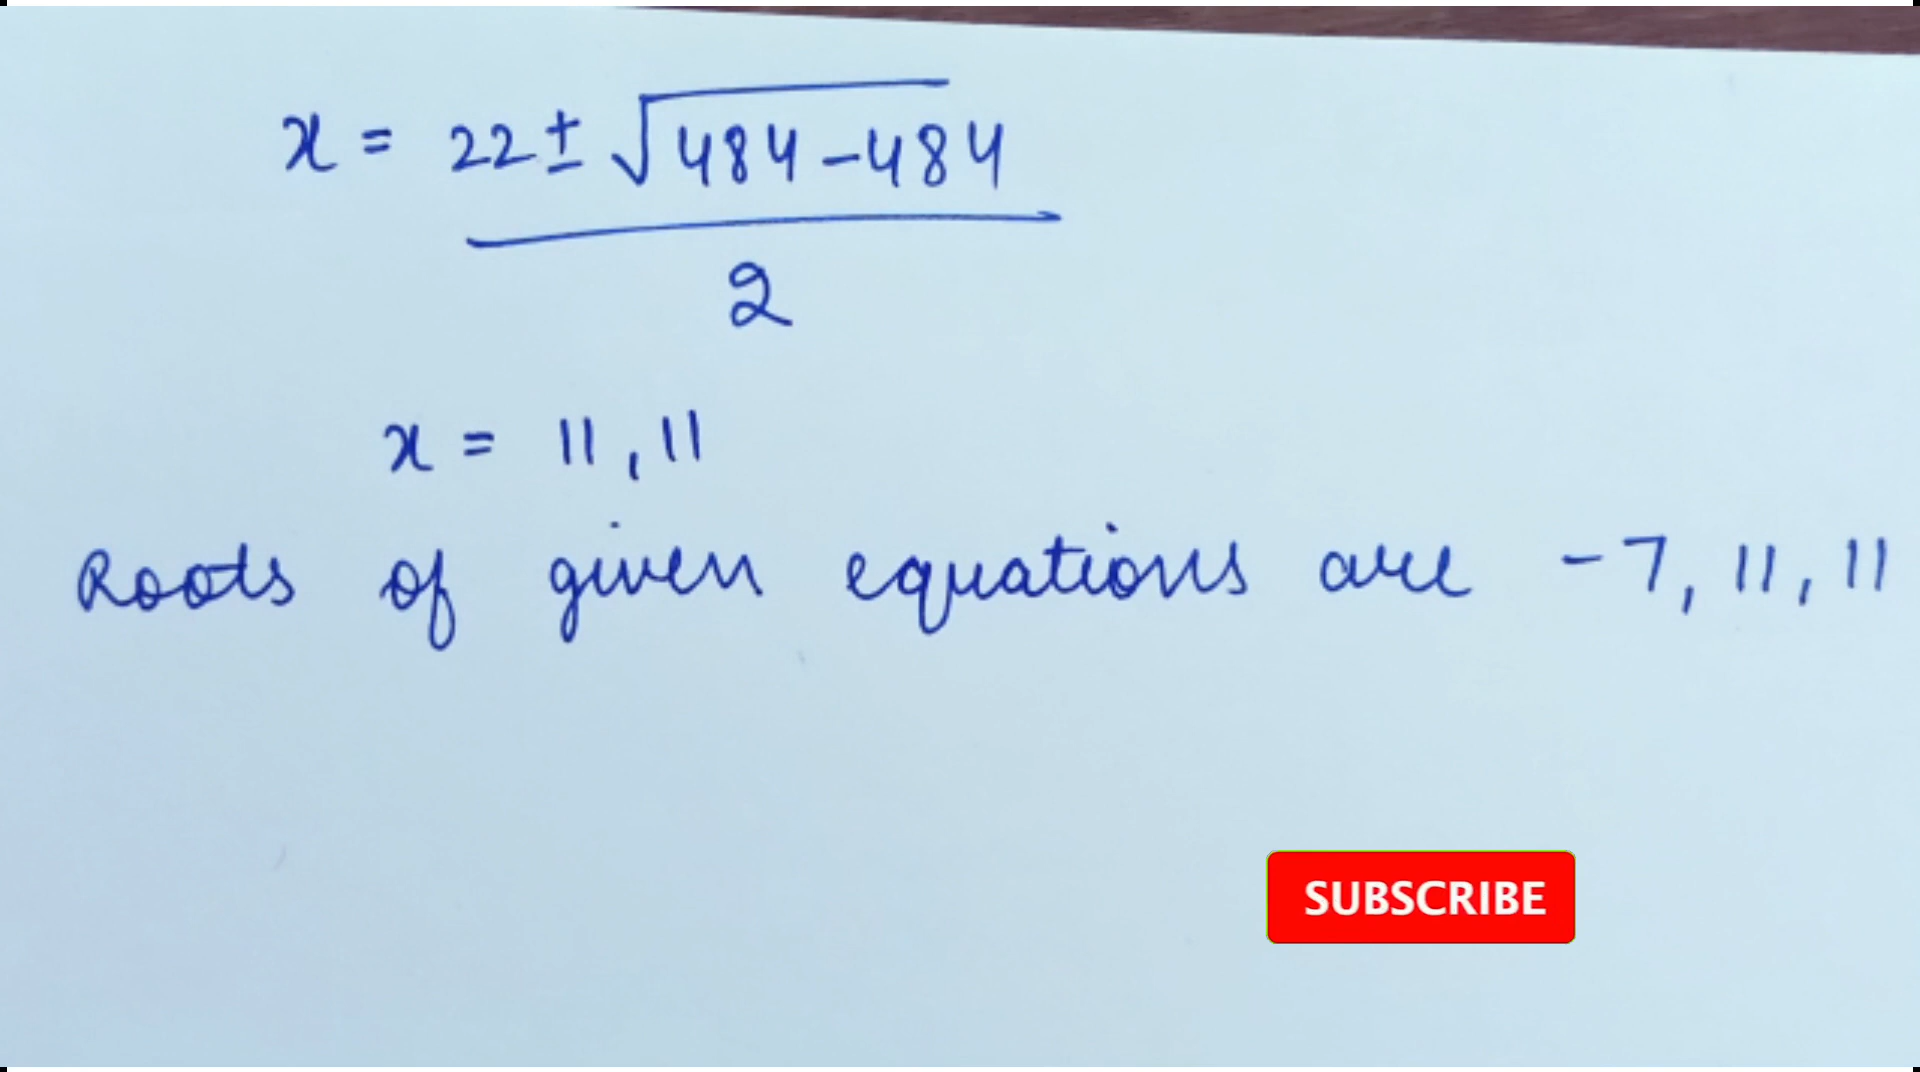 x = 22 ± √484 - 484
2
x = 11, 11
Roots of given equations are -7, 11, 11
SUBSCRIBE